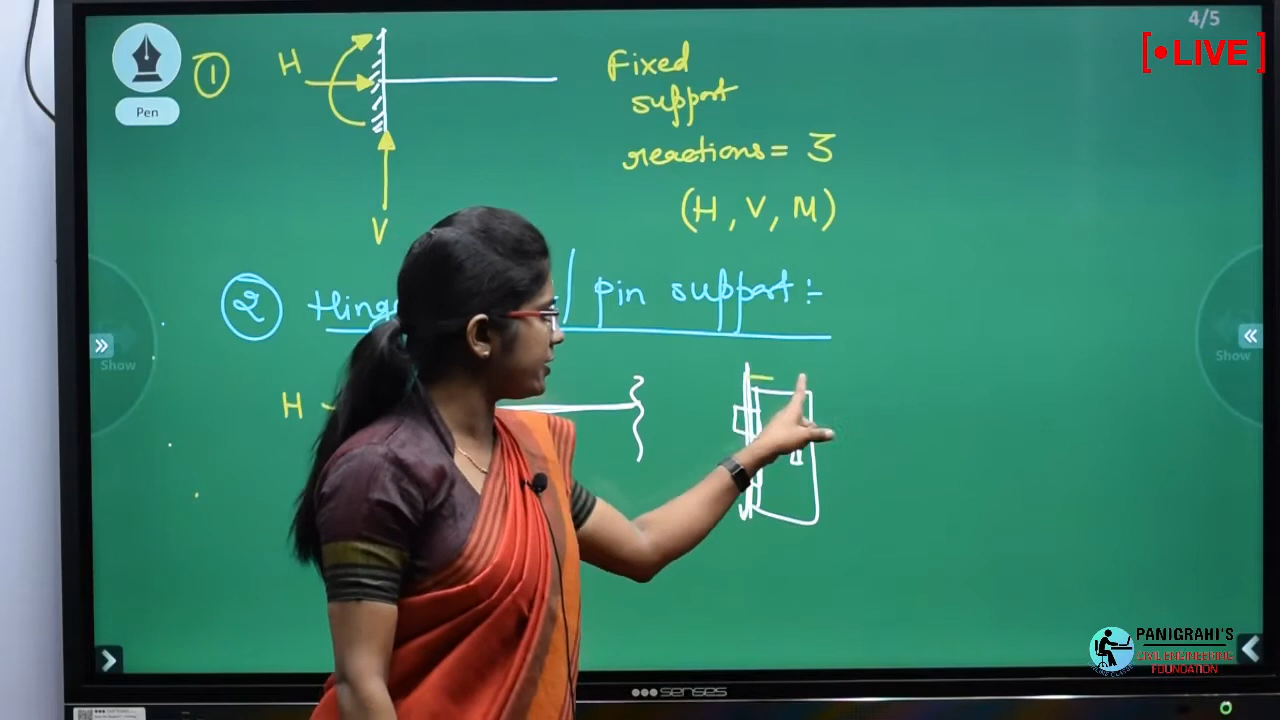 4/5
[•LIVE]
Pen
① H
Fixed
support
reactions = 3
(H, V, M)
V
② / pin support :-
Show
Show
H
PANIGRAHI'S
CIVIL ENGINEERING
FOUNDATION
senses